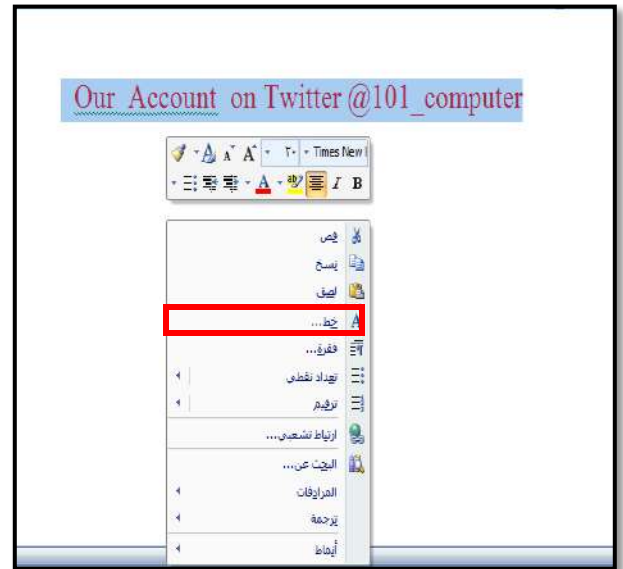 Our Account on Twitter @101_computer
Times New ٢٠
B I
قص
نسخ
لصق
خط...
فقرة...
تعداد نقطي
ترقيم
ارتباط تشعبي...
البحث عن...
المرادفات
ترجمة
أنماط